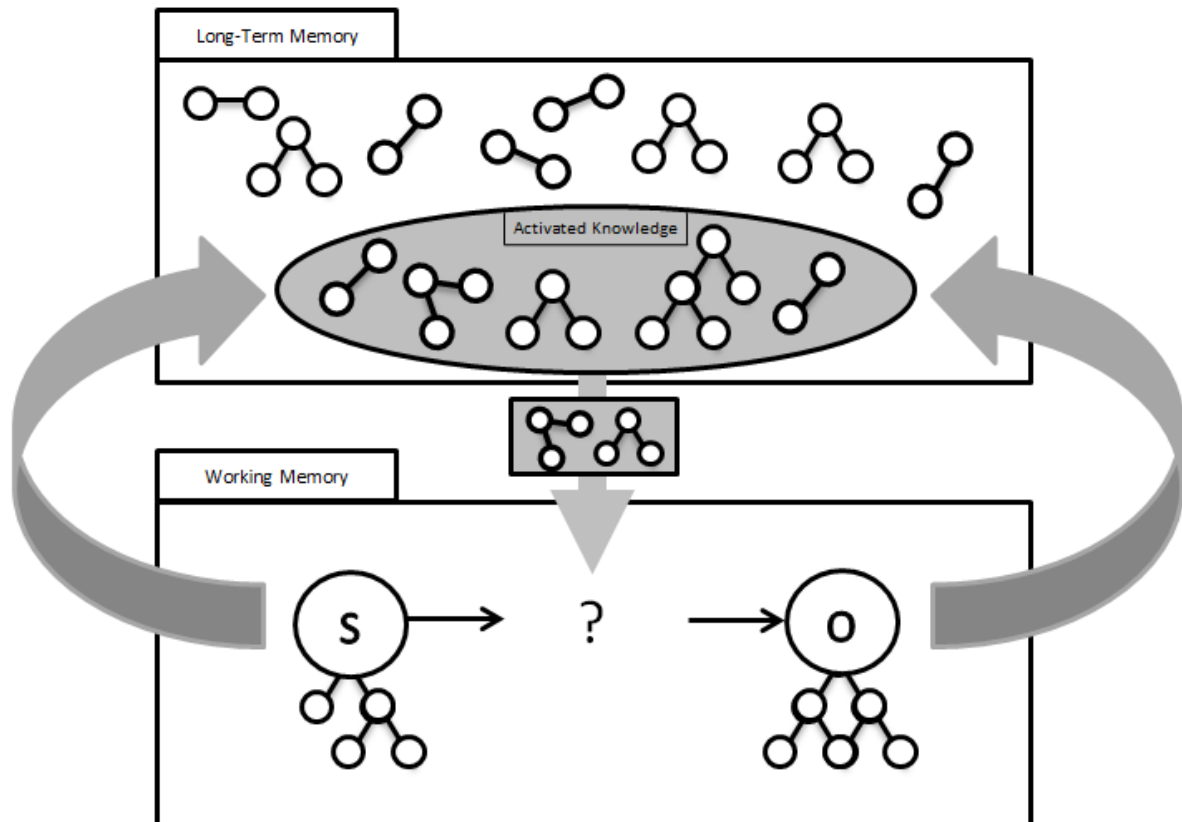 Long-Term Memory
Activated Knowledge
Working Memory
S
?
O